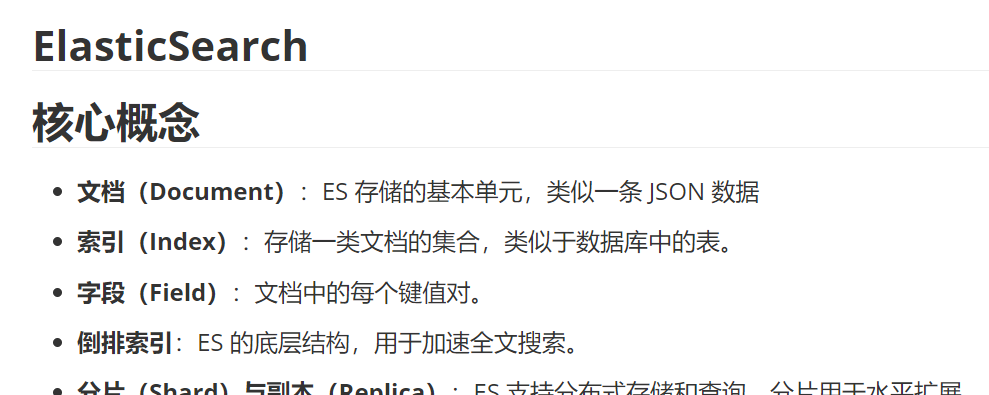 ElasticSearch
核心概念
• 文档（Document）：ES 存储的基本单元，类似一条 JSON 数据
• 索引（Index）：存储一类文档的集合，类似于数据库中的表。
• 字段（Field）：文档中的每个键值对。
• 倒排索引：ES 的底层结构，用于加速全文搜索。
• 分片（Shard）与副本（Replica）：ES 支持分布式存储和查询，分片用于水平扩展